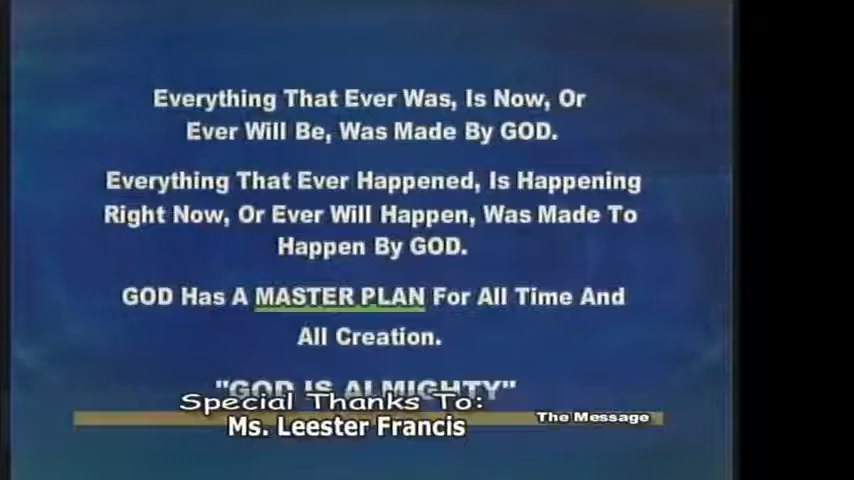 Everything That Ever Was, Is Now, Or
Ever Will Be, Was Made By GOD.
Everything That Ever Happened, Is Happening
Right Now, Or Ever Will Happen, Was Made To
Happen By GOD.
GOD Has A MASTER PLAN For All Time And
All Creation.
"GOD IS ALMIGHTY"
Special Thanks To:
The Message
Ms. Leester Francis